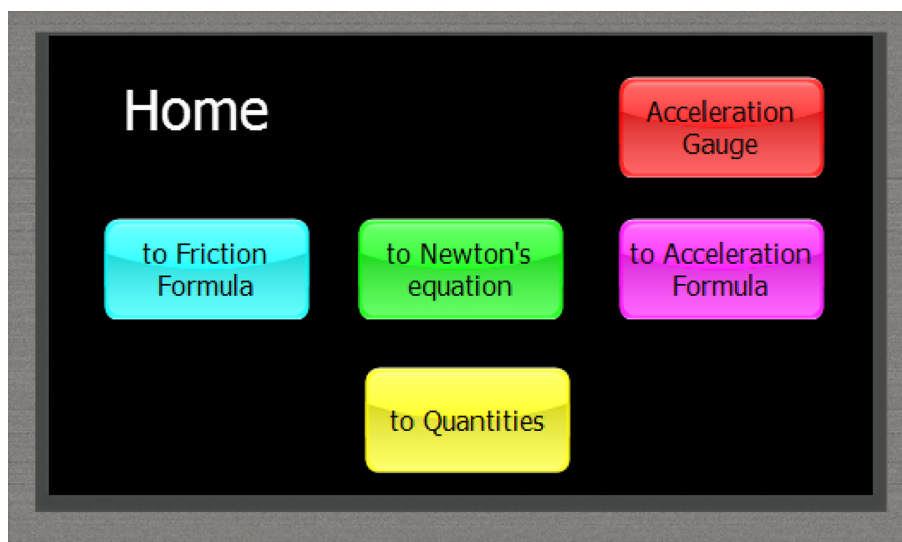 Home
Acceleration
Gauge
to Friction
Formula
to Newton's
equation
to Acceleration
Formula
to Quantities